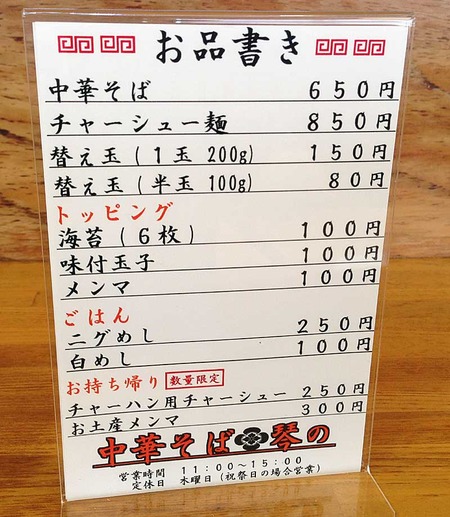 お品書き
中華そば 650円
チャーシュー麺 850円
替え玉（1玉 200g） 150円
替え玉（半玉 100g） 80円
トッピング
海苔（6枚） 100円
味付玉子 100円
メンマ 100円
ごはん
ニグめし 250円
白めし 100円
お持ち帰り 数量限定
チャーハン用チャーシュー 250円
お土産メンマ 300円
中華そば 琴の
営業時間 11:00～15:00
定休日 木曜日（祝祭日の場合営業）